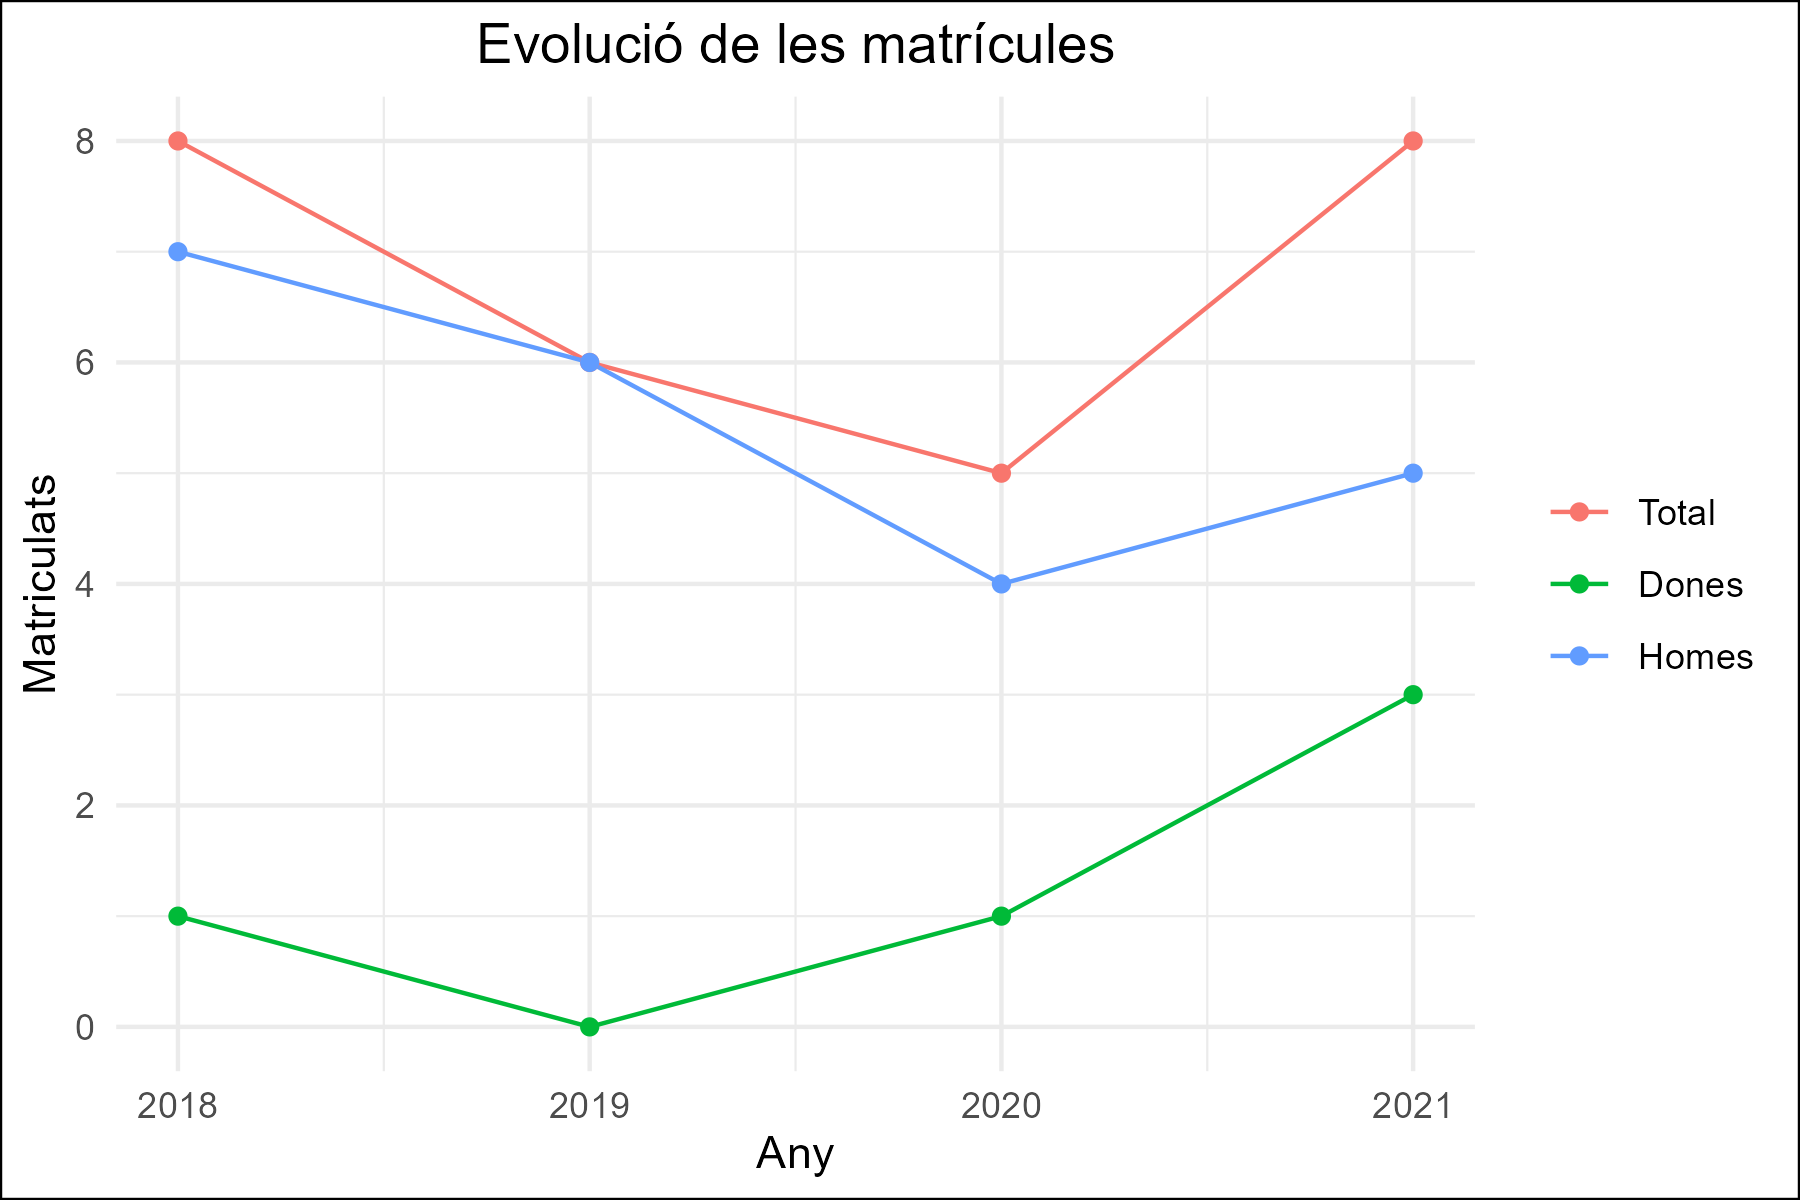 Evolució de les matrícules
Matriculats
8
6
4
2
0
2018 2019 2020 2021
Any
Total
Dones
Homes